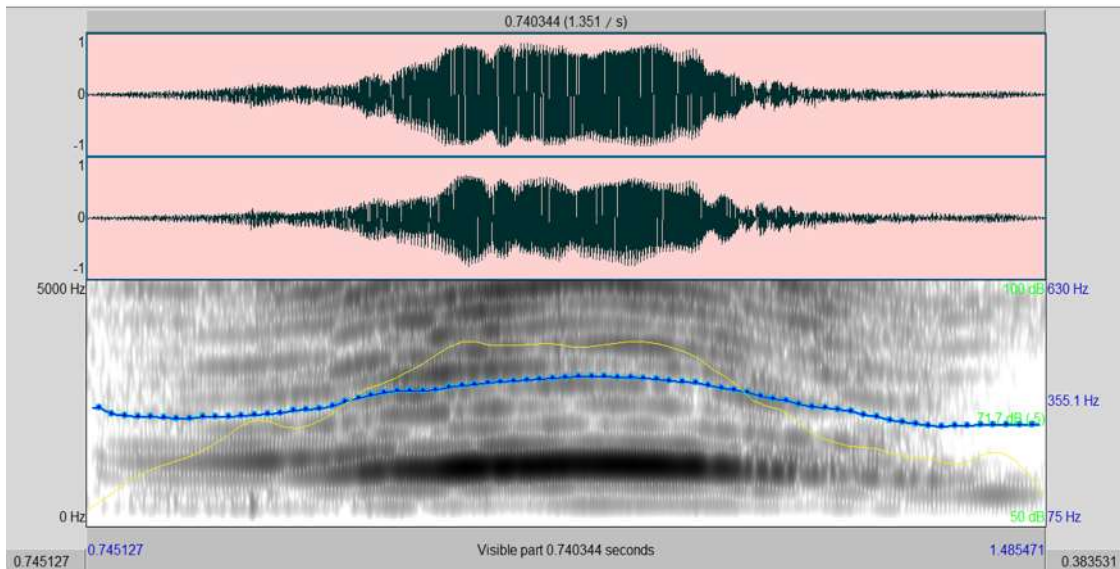 0.740344 (1.351 / s)
1
0
-1
1
0
-1
5000 Hz
100 dB
630 Hz
355.1 Hz
71.7 dB (.5)
0 Hz
50 dB
75 Hz
0.745127
Visible part 0.740344 seconds
1.485471
0.745127
0.383531